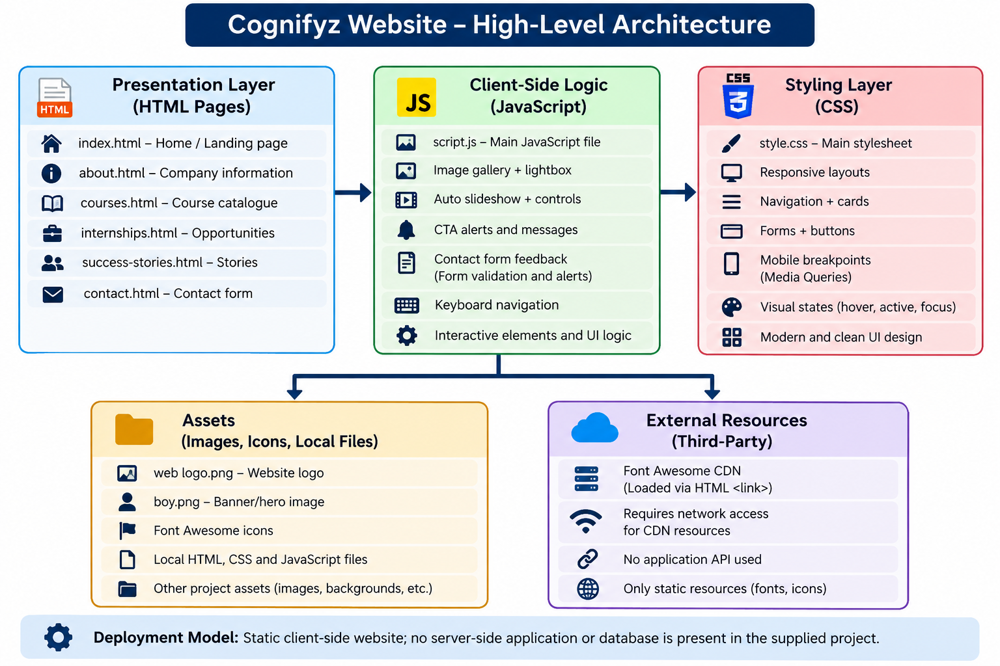 Cognifyz Website – High-Level Architecture
HTML
Presentation Layer
(HTML Pages)
index.html – Home / Landing page
about.html – Company information
courses.html – Course catalogue
internships.html – Opportunities
success-stories.html – Stories
contact.html – Contact form
JS
Client-Side Logic
(JavaScript)
script.js – Main JavaScript file
Image gallery + lightbox
Auto slideshow + controls
CTA alerts and messages
Contact form feedback
(Form validation and alerts)
Keyboard navigation
Interactive elements and UI logic
CSS
3
Styling Layer
(CSS)
style.css – Main stylesheet
Responsive layouts
Navigation + cards
Forms + buttons
Mobile breakpoints
(Media Queries)
Visual states (hover, active, focus)
Modern and clean UI design
Assets
(Images, Icons, Local Files)
web logo.png – Website logo
boy.png – Banner/hero image
Font Awesome icons
Local HTML, CSS and JavaScript files
Other project assets (images, backgrounds, etc.)
External Resources
(Third-Party)
Font Awesome CDN
(Loaded via HTML <link>)
Requires network access
for CDN resources
No application API used
Only static resources (fonts, icons)
Deployment Model: Static client-side website; no server-side application or database is present in the supplied project.